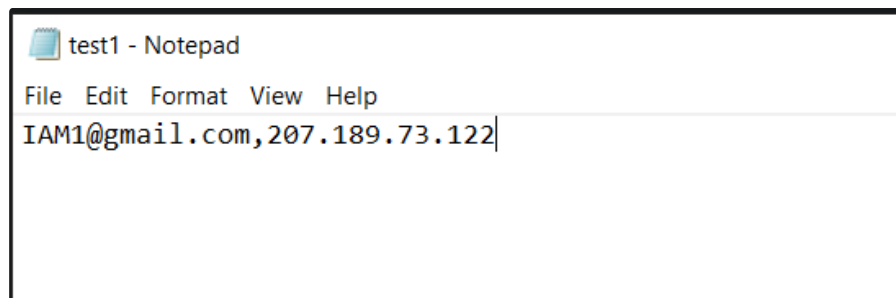 test1 - Notepad
File Edit Format View Help
IAM1@gmail.com,207.189.73.122